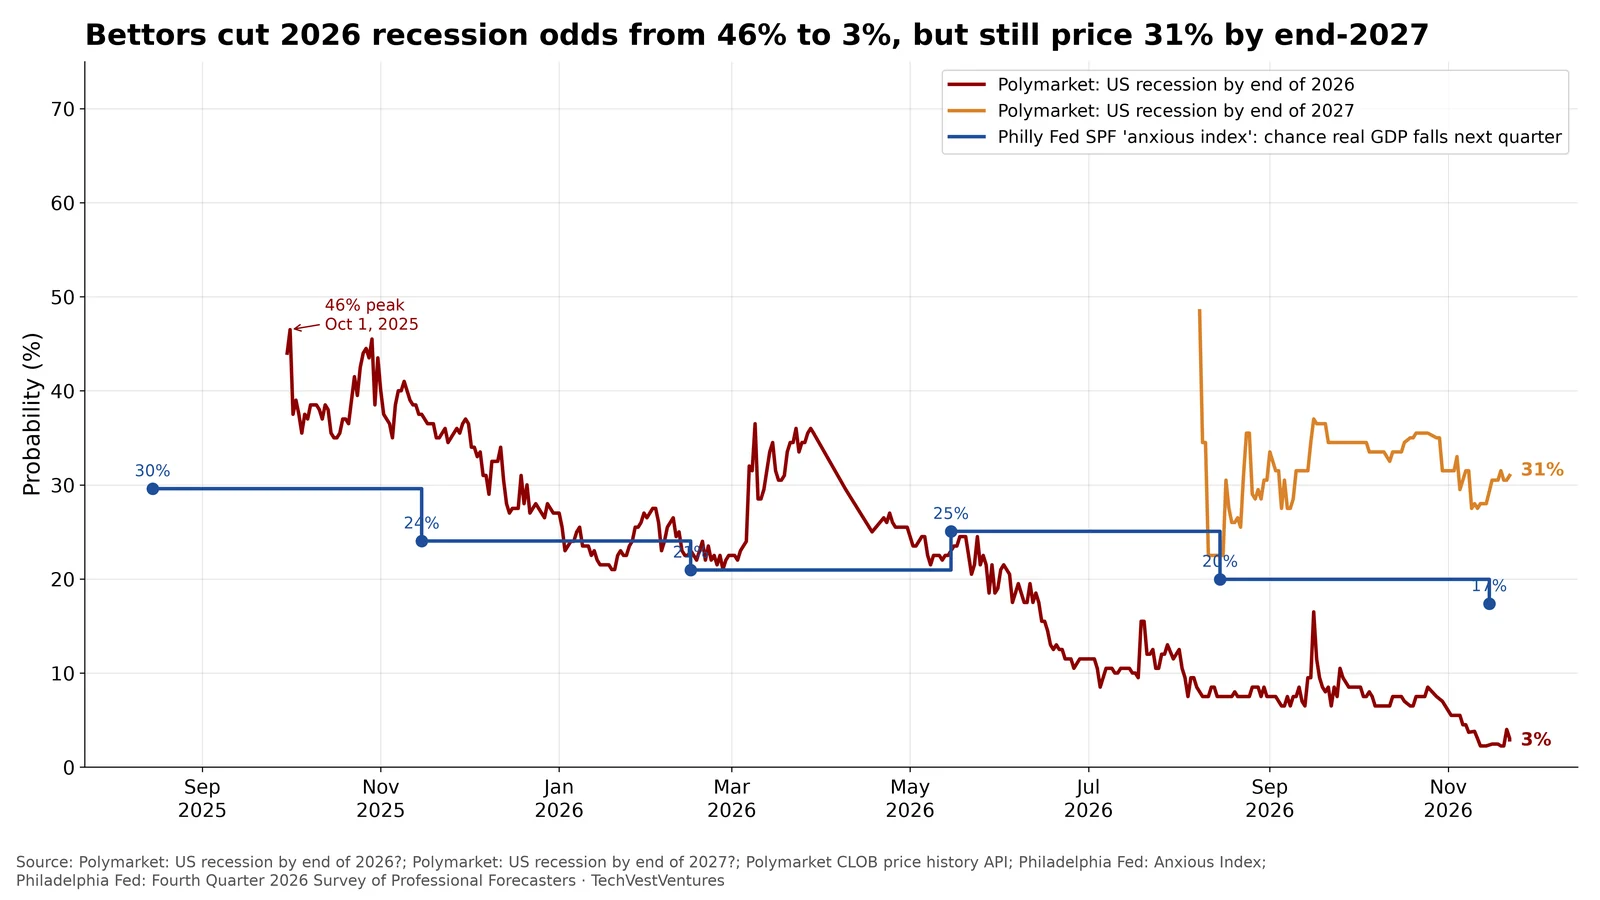 Bettors cut 2026 recession odds from 46% to 3%, but still price 31% by end-2027
Polymarket: US recession by end of 2026
Polymarket: US recession by end of 2027
Philly Fed SPF 'anxious index': chance real GDP falls next quarter
Probability (%)
70
60
50
40
30
20
10
0
46% peak
Oct 1, 2025
30%
24%
21%
25%
20%
17%
31%
3%
Sep
2025
Nov
2025
Jan
2026
Mar
2026
May
2026
Jul
2026
Sep
2026
Nov
2026
Source: Polymarket: US recession by end of 2026?; Polymarket: US recession by end of 2027?; Polymarket CLOB price history API; Philadelphia Fed: Anxious Index;
Philadelphia Fed: Fourth Quarter 2026 Survey of Professional Forecasters · TechVestVentures